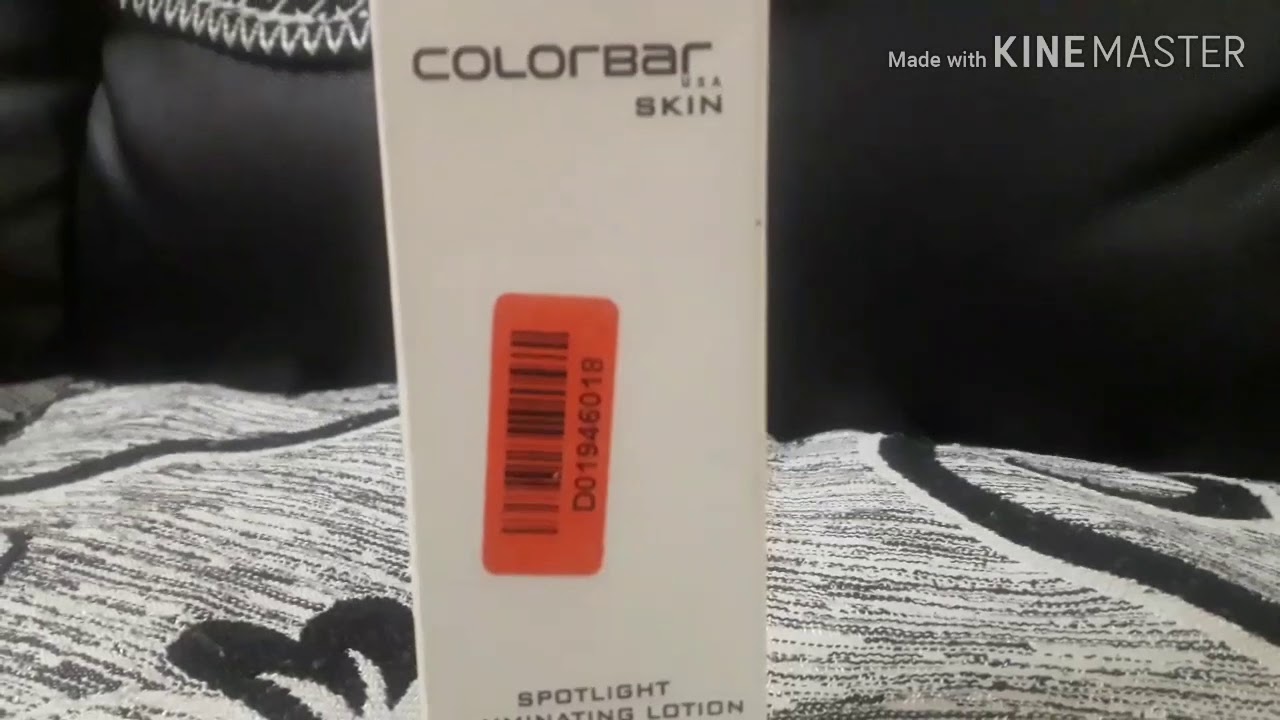 Made with KINEMASTER
COLORBAR
USA
SKIN
D01946018
SPOTLIGHT
LOTION